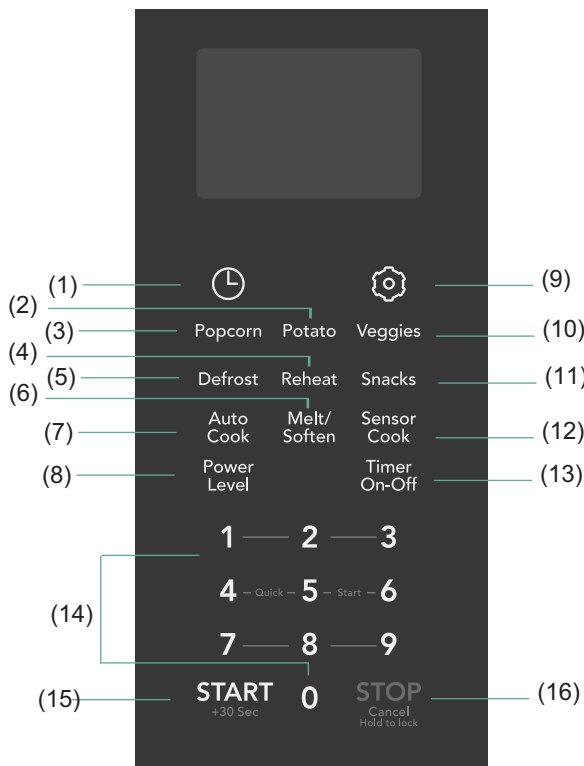 (1)
(9)
(2)
(3)
Popcorn Potato Veggies
(10)
(4)
(5)
Defrost Reheat Snacks
(11)
(6)
(7)
Auto Cook
Melt/ Soften
Sensor Cook
(12)
(8)
Power Level
Timer On-Off
(13)
1 2 3
4 Quick 5 Start 6
(14)
7 8 9
(15)
START
+30 Sec
0
STOP
Cancel
Hold to lock
(16)